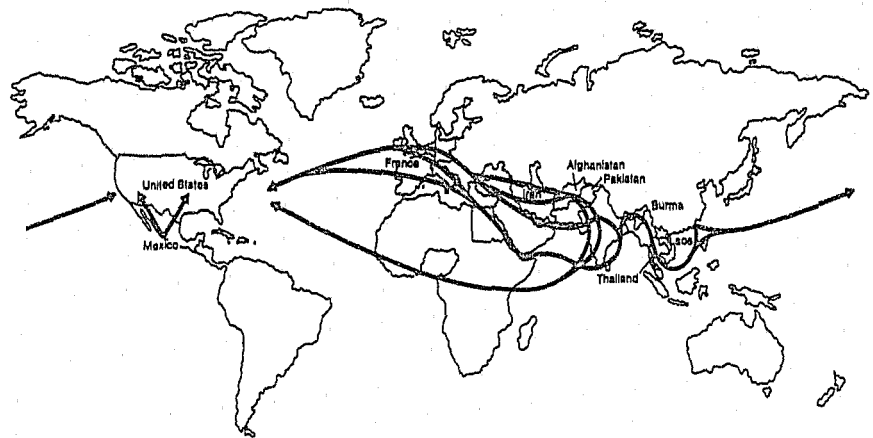 Afghanistan
France
Pakistan
United States
Iran
Burma
Mexico
Laos
Thailand